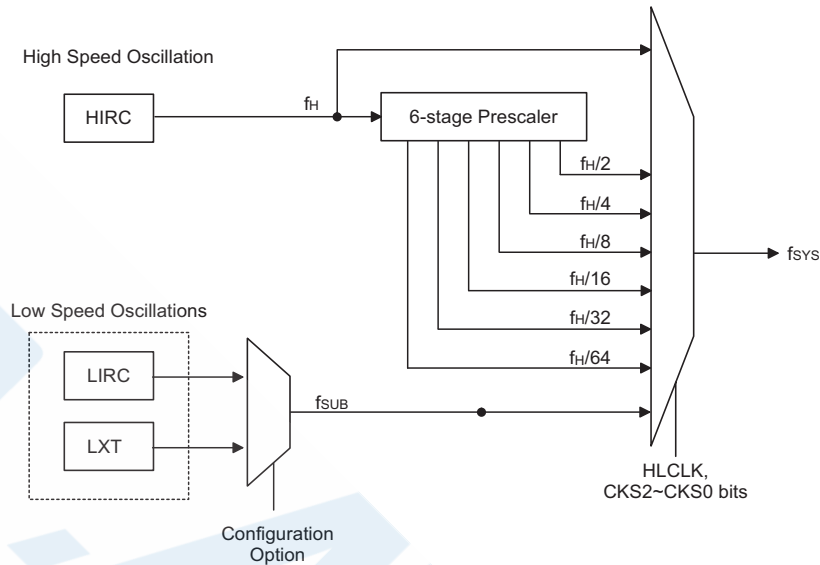 High Speed Oscillation
HIRC
fH
6-stage Prescaler
fH/2
fH/4
fH/8
fH/16
fH/32
fH/64
fSYS
Low Speed Oscillations
LIRC
LXT
fSUB
HLCLK,
CKS2~CKS0 bits
Configuration
Option